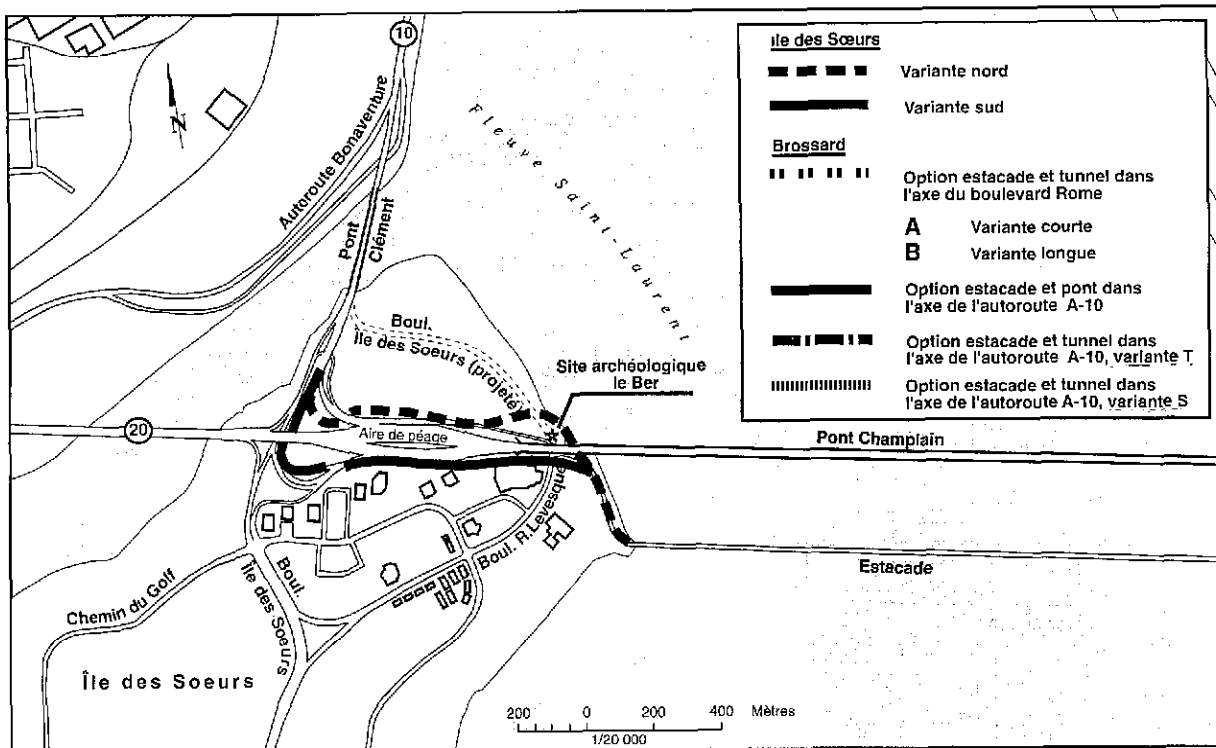 10
N
Autoroute Bonaventure
Pont
Clément
Fleuve Saint-Laurent
Boul.
Île des Soeurs (projeté)
Site archéologique
le Ber
20
Aire de péage
Pont Champlain
Boul. R.Lévesque
Estacade
Chemin du Golf
Boul.
Île des Soeurs
Île des Soeurs
200 0 200 400 Mètres
1/20 000
Ile des Sœurs
Variante nord
Variante sud
Brossard
Option estacade et tunnel dans
l'axe du boulevard Rome
A Variante courte
B Variante longue
Option estacade et pont dans
l'axe de l'autoroute A-10
Option estacade et tunnel dans
l'axe de l'autoroute A-10, variante T
Option estacade et tunnel dans
l'axe de l'autoroute A-10, variante S